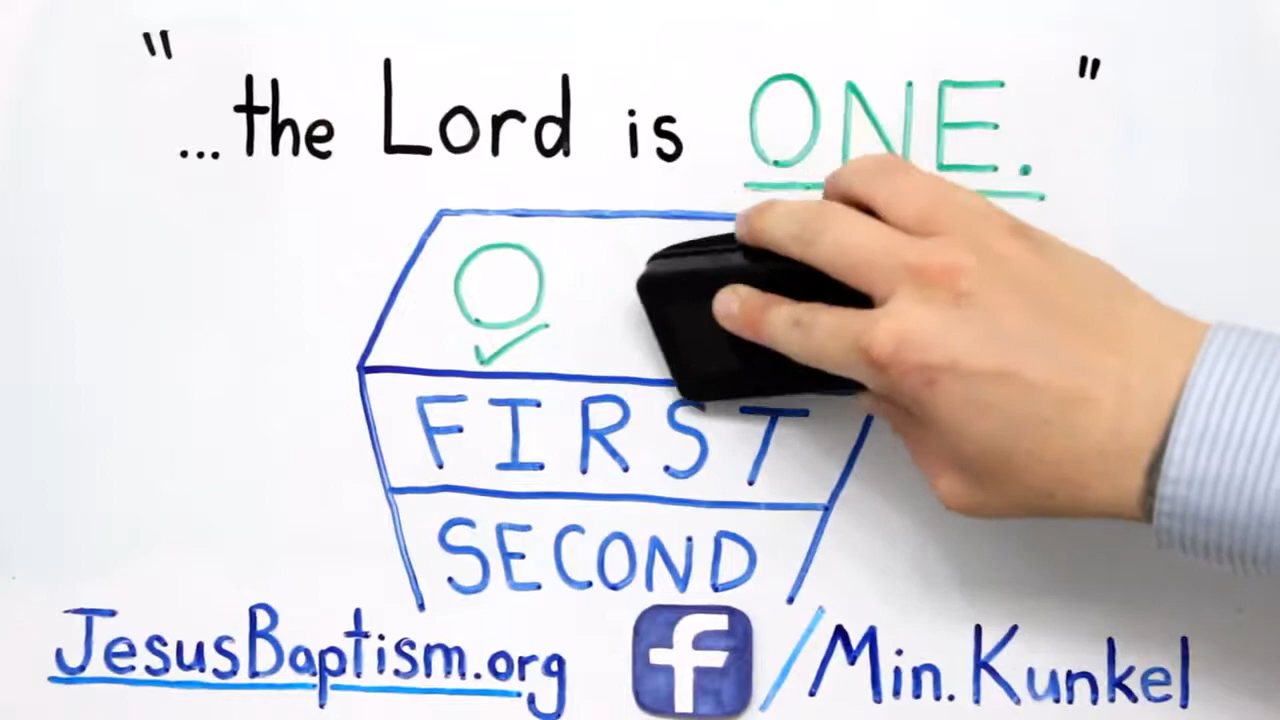 "...the Lord is ONE."
FIRST
SECOND
JesusBaptism.org f /Min.Kunkel